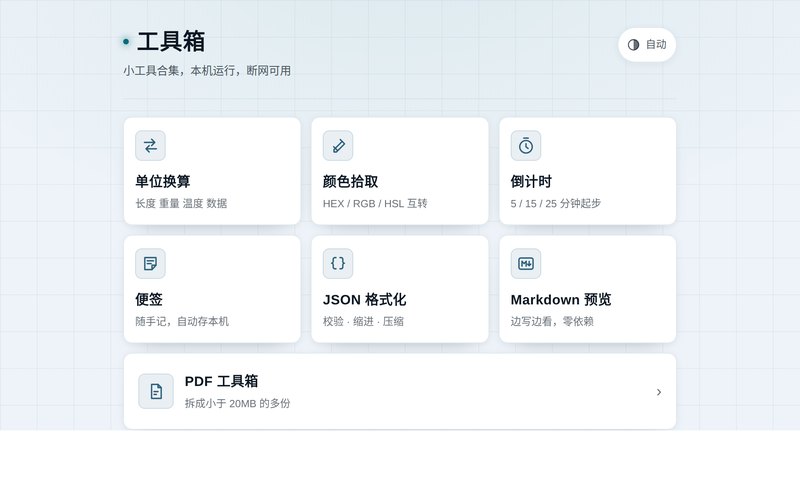 工具箱
自动
小工具合集，本机运行，断网可用
单位换算
长度 重量 温度 数据
颜色拾取
HEX / RGB / HSL 互转
倒计时
5 / 15 / 25 分钟起步
便签
随手记，自动存本机
JSON 格式化
校验 · 缩进 · 压缩
Markdown 预览
边写边看，零依赖
PDF 工具箱
拆成小于 20MB 的多份